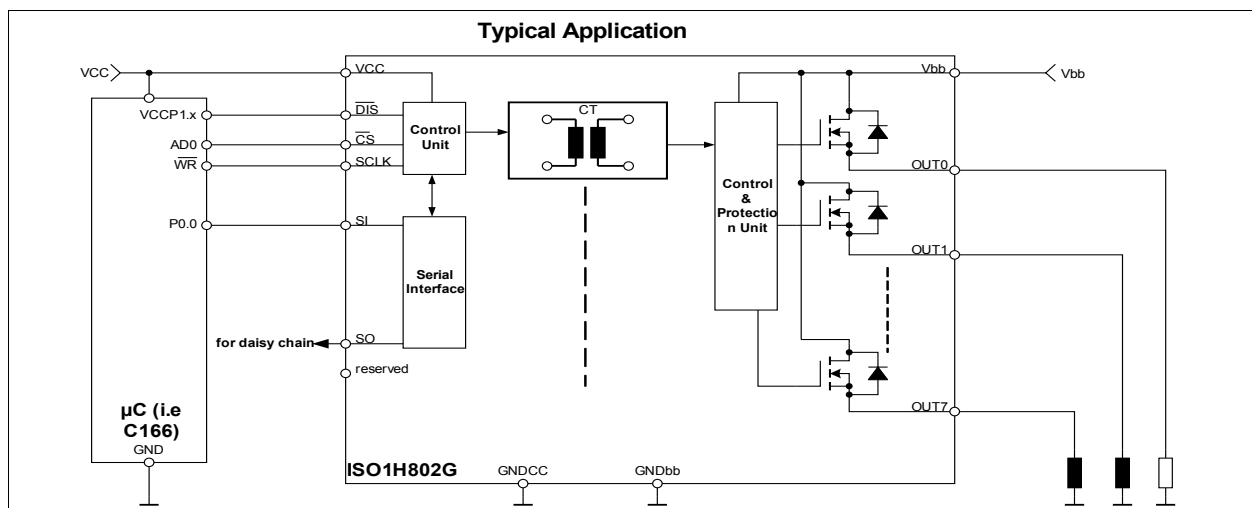 Typical Application
VCC
VCC
Vbb
Vbb
VCCP1.x
DIS
AD0
CS
WR
SCLK
Control
Unit
CT
OUT0
Control
&
Protectio
n Unit
P0.0
SI
OUT1
Serial
Interface
for daisy chain
SO
reserved
µC (i.e
C166)
GND
OUT7
ISO1H802G
GNDCC
GNDbb